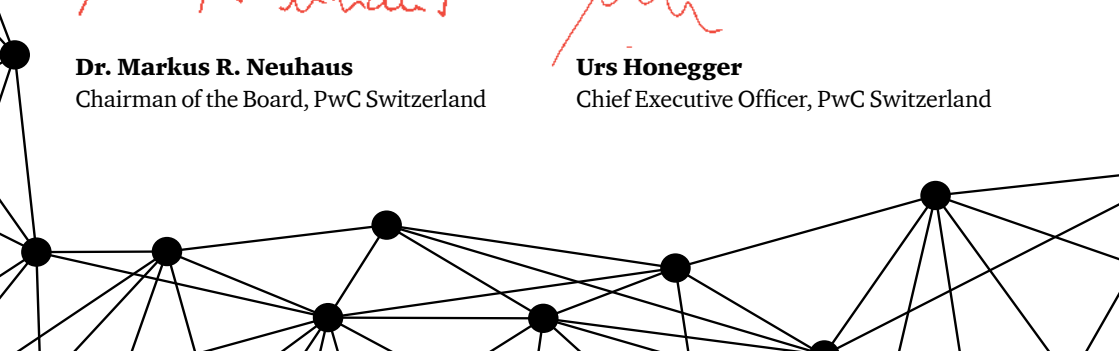 Dr. Markus R. Neuhaus
Chairman of the Board, PwC Switzerland
Urs Honegger
Chief Executive Officer, PwC Switzerland